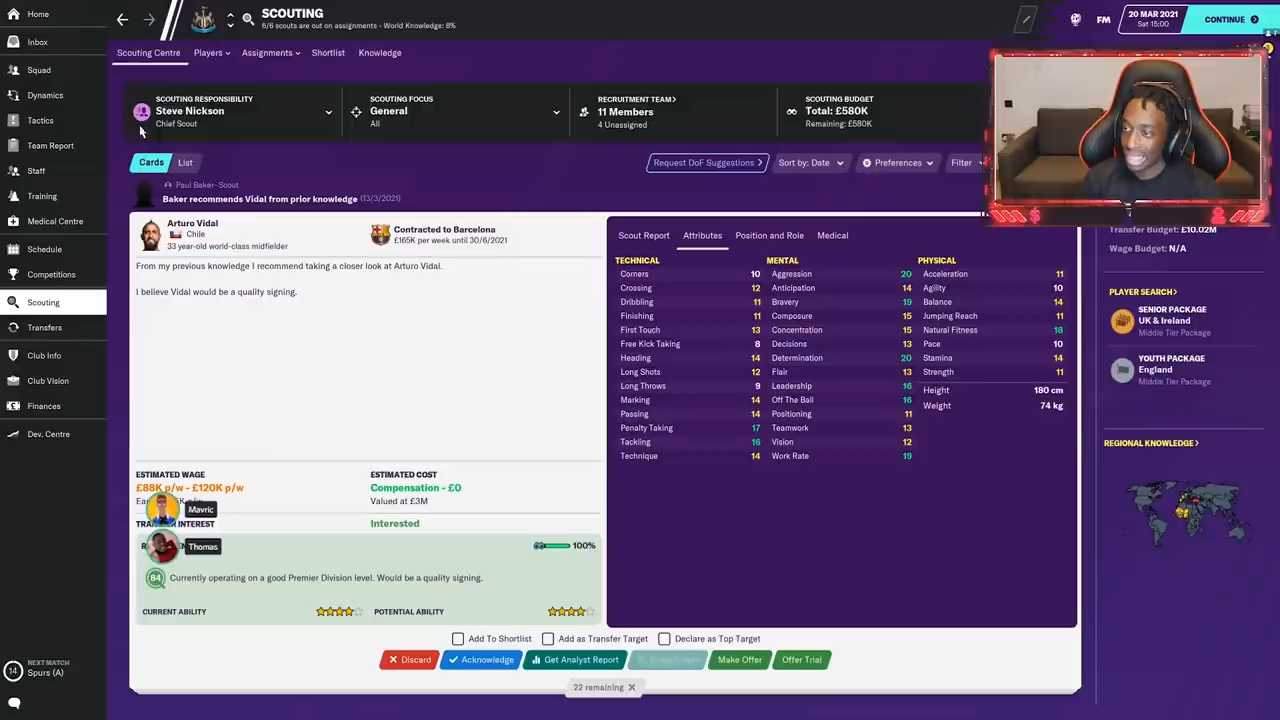 Home
Inbox
Squad
Dynamics
Tactics
Team Report
Staff
Training
Medical Centre
Schedule
Competitions
Scouting
Transfers
Club Info
Club Vision
Finances
Dev. Centre
14
NEXT MATCH
Spurs (A)
SCOUTING
6/6 scouts are out on assignments - World Knowledge: 8%
FM
20 MAR 2021
Sat 15:00
CONTINUE
Scouting Centre
Players
Assignments
Shortlist
Knowledge
SCOUTING RESPONSIBILITY
Steve Nickson
Chief Scout
SCOUTING FOCUS
General
All
RECRUITMENT TEAM
11 Members
4 Unassigned
SCOUTING BUDGET
Total: £580K
Remaining: £580K
Cards
List
Request DoF Suggestions
Sort by: Date
Preferences
Filter
Paul Baker- Scout
Baker recommends Vidal from prior knowledge (13/3/2021)
Arturo Vidal
Chile
33 year-old world-class midfielder
Contracted to Barcelona
£165K per week until 30/6/2021
From my previous knowledge I recommend taking a closer look at Arturo Vidal.
I believe Vidal would be a quality signing.
ESTIMATED WAGE
£88K p/w - £120K p/w
ESTIMATED COST
Compensation - £0
Valued at £3M
Mavric
Interested
Thomas
100%
84
Currently operating on a good Premier Division level. Would be a quality signing.
CURRENT ABILITY
POTENTIAL ABILITY
Scout Report
Attributes
Position and Role
Medical
TECHNICAL
Corners 10
Crossing 12
Dribbling 11
Finishing 11
First Touch 13
Free Kick Taking 8
Heading 14
Long Shots 12
Long Throws 9
Marking 14
Passing 14
Penalty Taking 17
Tackling 16
Technique 14
MENTAL
Aggression 20
Anticipation 14
Bravery 19
Composure 15
Concentration 15
Decisions 13
Determination 20
Flair 13
Leadership 16
Off The Ball 16
Positioning 11
Teamwork 13
Vision 12
Work Rate 19
PHYSICAL
Acceleration 11
Agility 10
Balance 14
Jumping Reach 11
Natural Fitness 18
Pace 10
Stamina 14
Strength 11
Height 180 cm
Weight 74 kg
Add To Shortlist
Add as Transfer Target
Declare as Top Target
Discard
Acknowledge
Get Analyst Report
Make Offer
Offer Trial
22 remaining
Transfer Budget: £10.02M
Wage Budget: N/A
PLAYER SEARCH
SENIOR PACKAGE
UK & Ireland
Middle Tier Package
YOUTH PACKAGE
England
Middle Tier Package
REGIONAL KNOWLEDGE